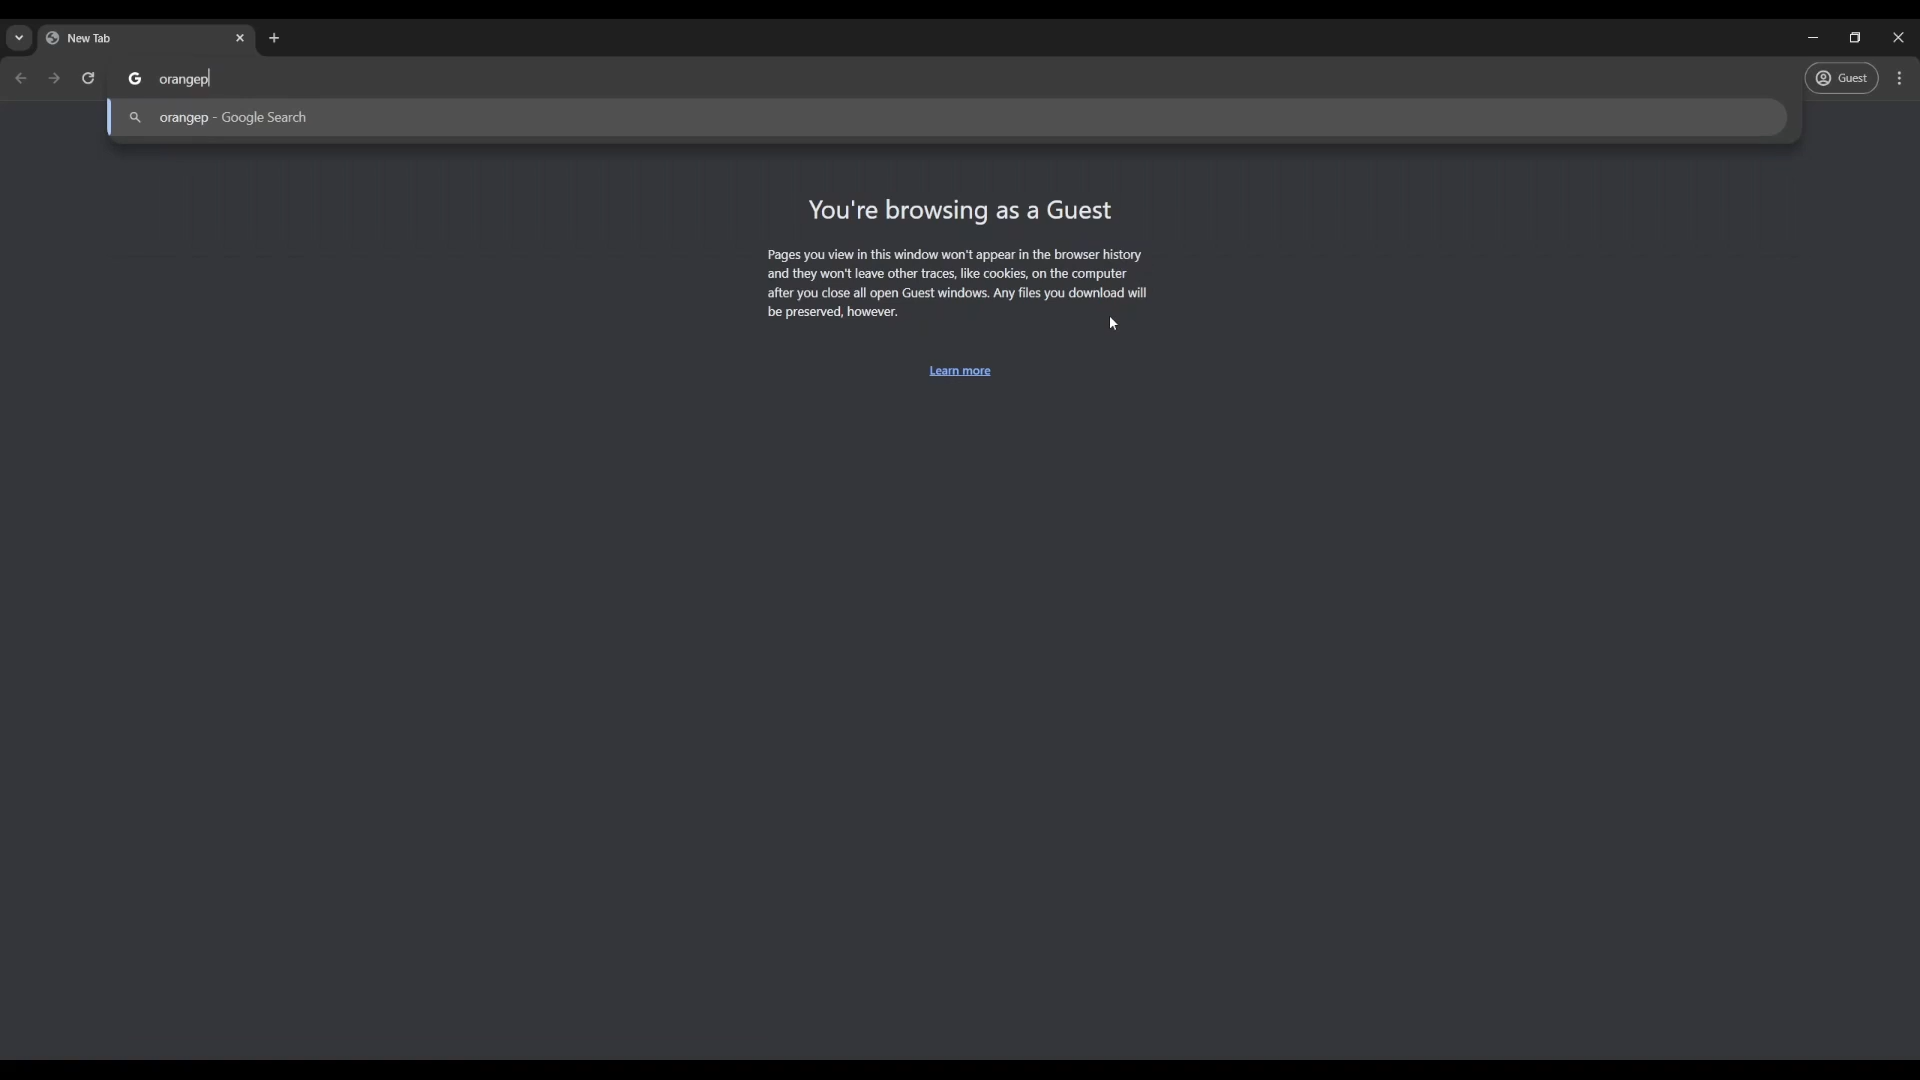 New Tab
orangep
Guest
orangep - Google Search
You're browsing as a Guest
Pages you view in this window won't appear in the browser history
and they won't leave other traces, like cookies, on the computer
after you close all open Guest windows. Any files you download will
be preserved, however.
Learn more